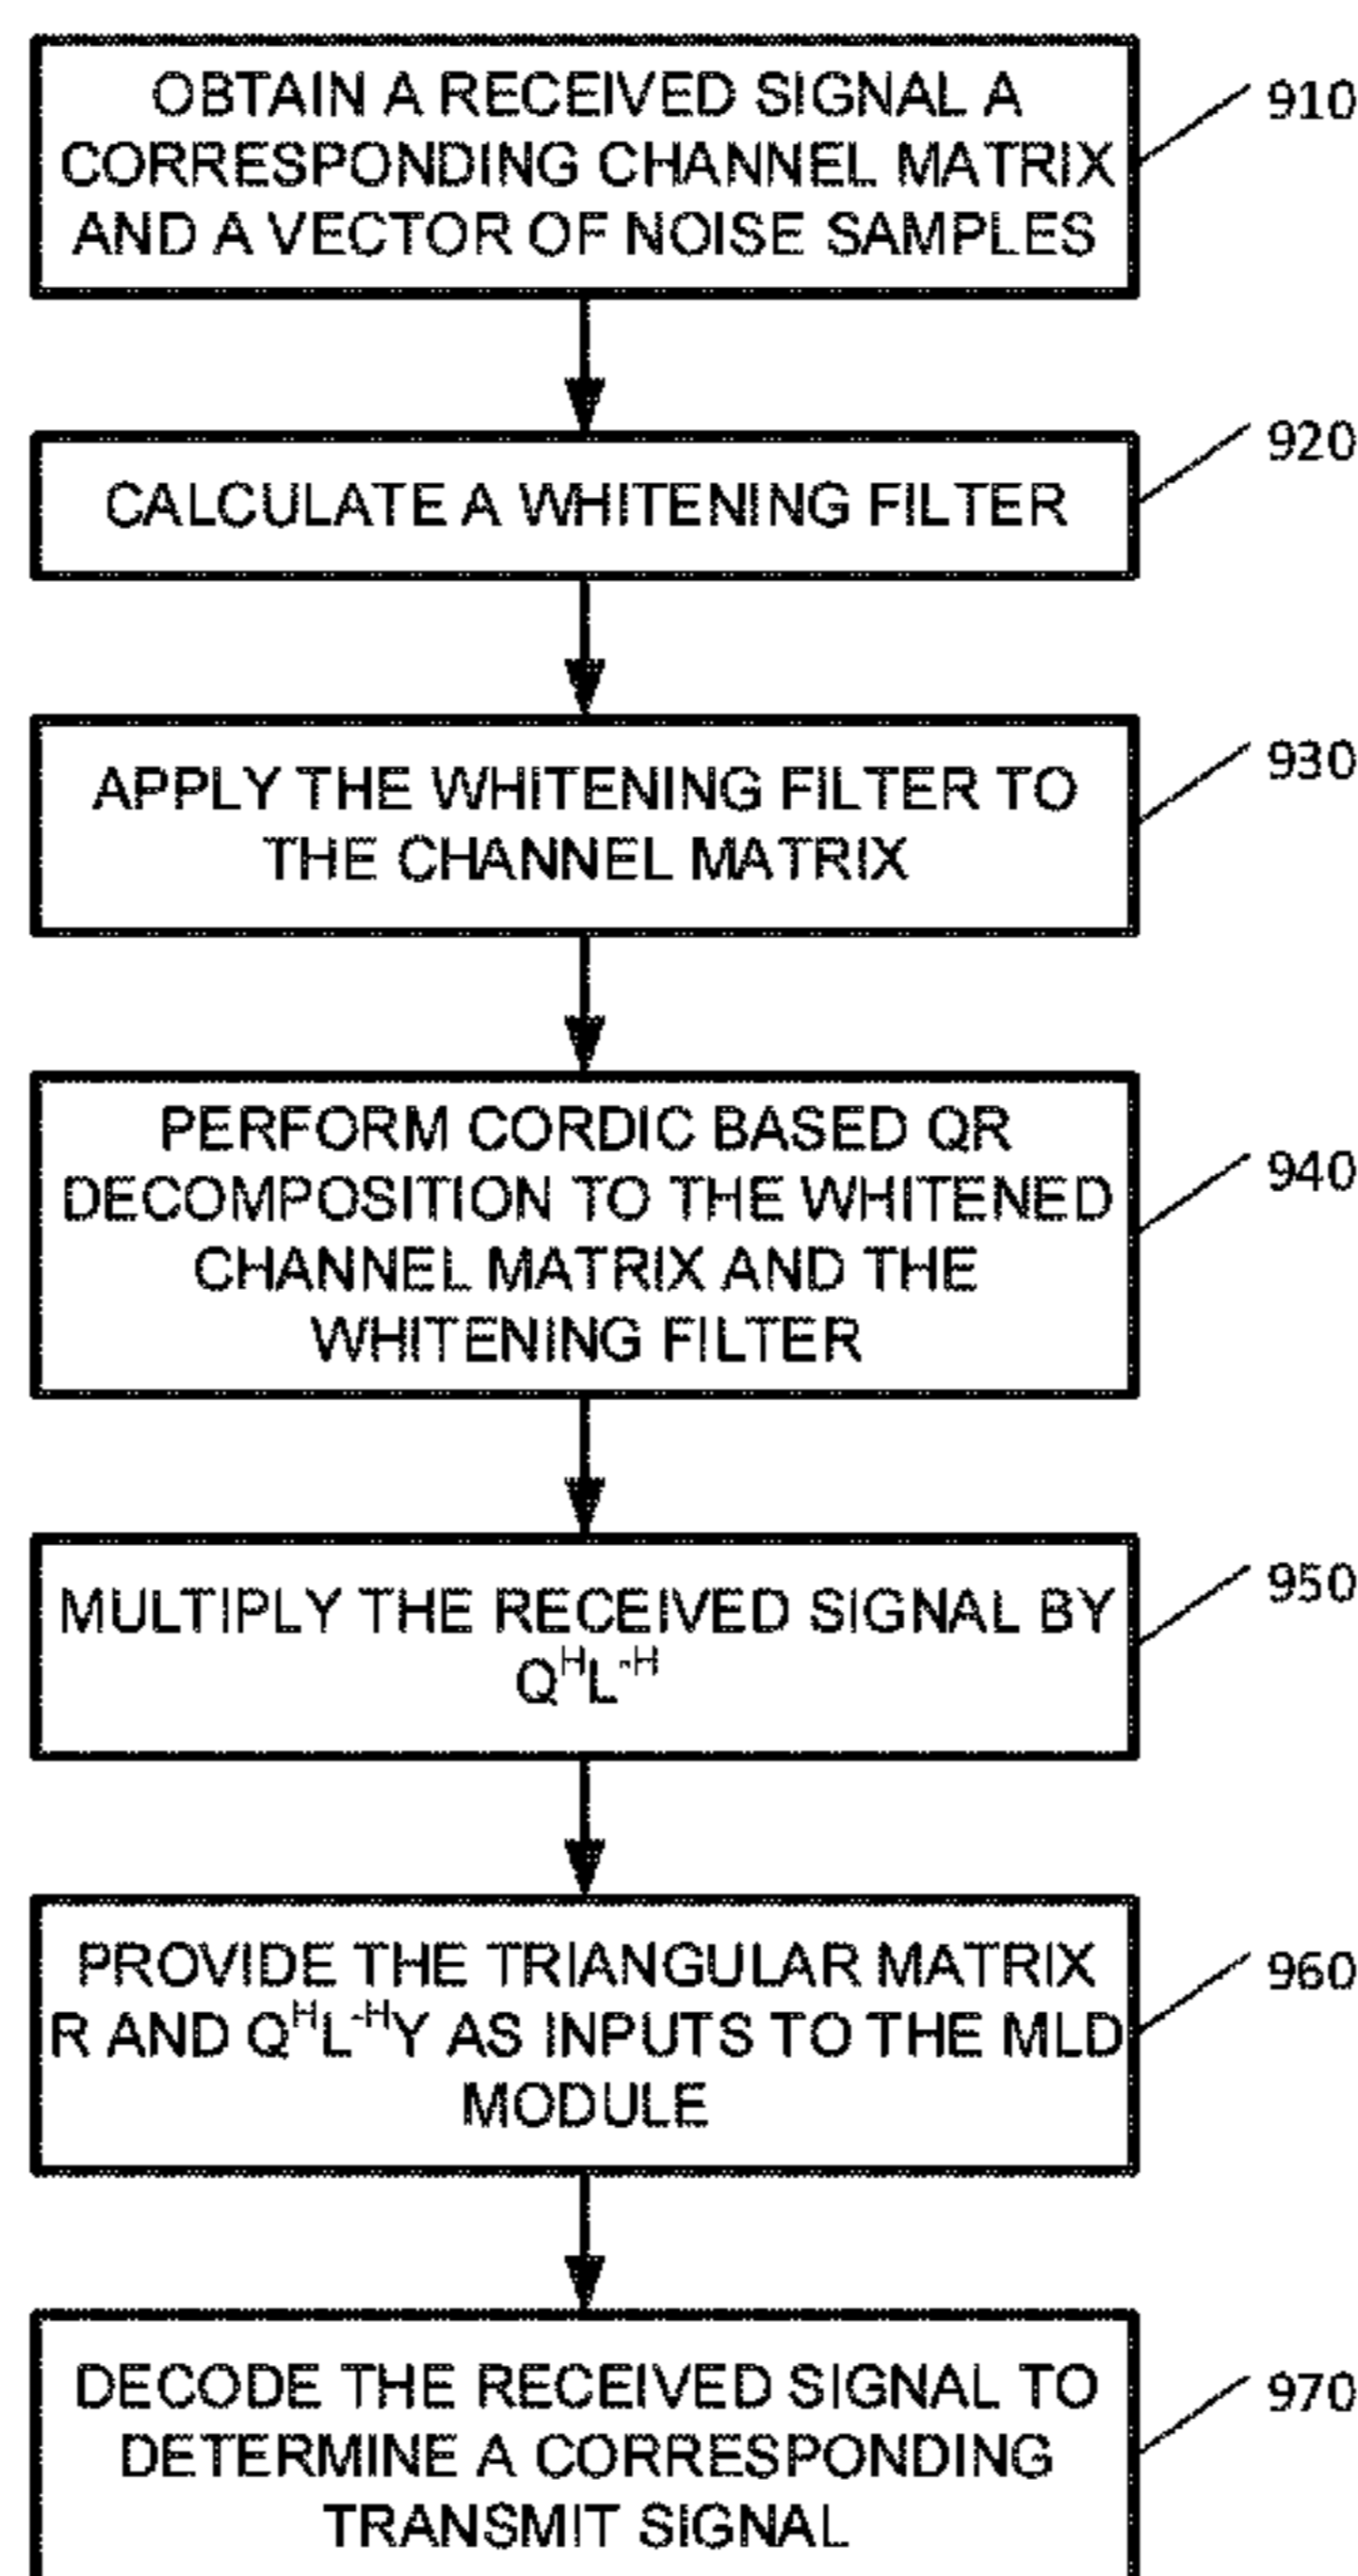 OBTAIN A RECEIVED SIGNAL A
CORRESPONDING CHANNEL MATRIX
AND A VECTOR OF NOISE SAMPLES
910
CALCULATE A WHITENING FILTER
920
APPLY THE WHITENING FILTER TO
THE CHANNEL MATRIX
930
PERFORM CORDIC BASED QR
DECOMPOSITION TO THE WHITENED
CHANNEL MATRIX AND THE
WHITENING FILTER
940
MULTIPLY THE RECEIVED SIGNAL BY
Q^HL^-H
950
PROVIDE THE TRIANGULAR MATRIX
R AND Q^HL^-HY AS INPUTS TO THE MLD
MODULE
960
DECODE THE RECEIVED SIGNAL TO
DETERMINE A CORRESPONDING
TRANSMIT SIGNAL
970